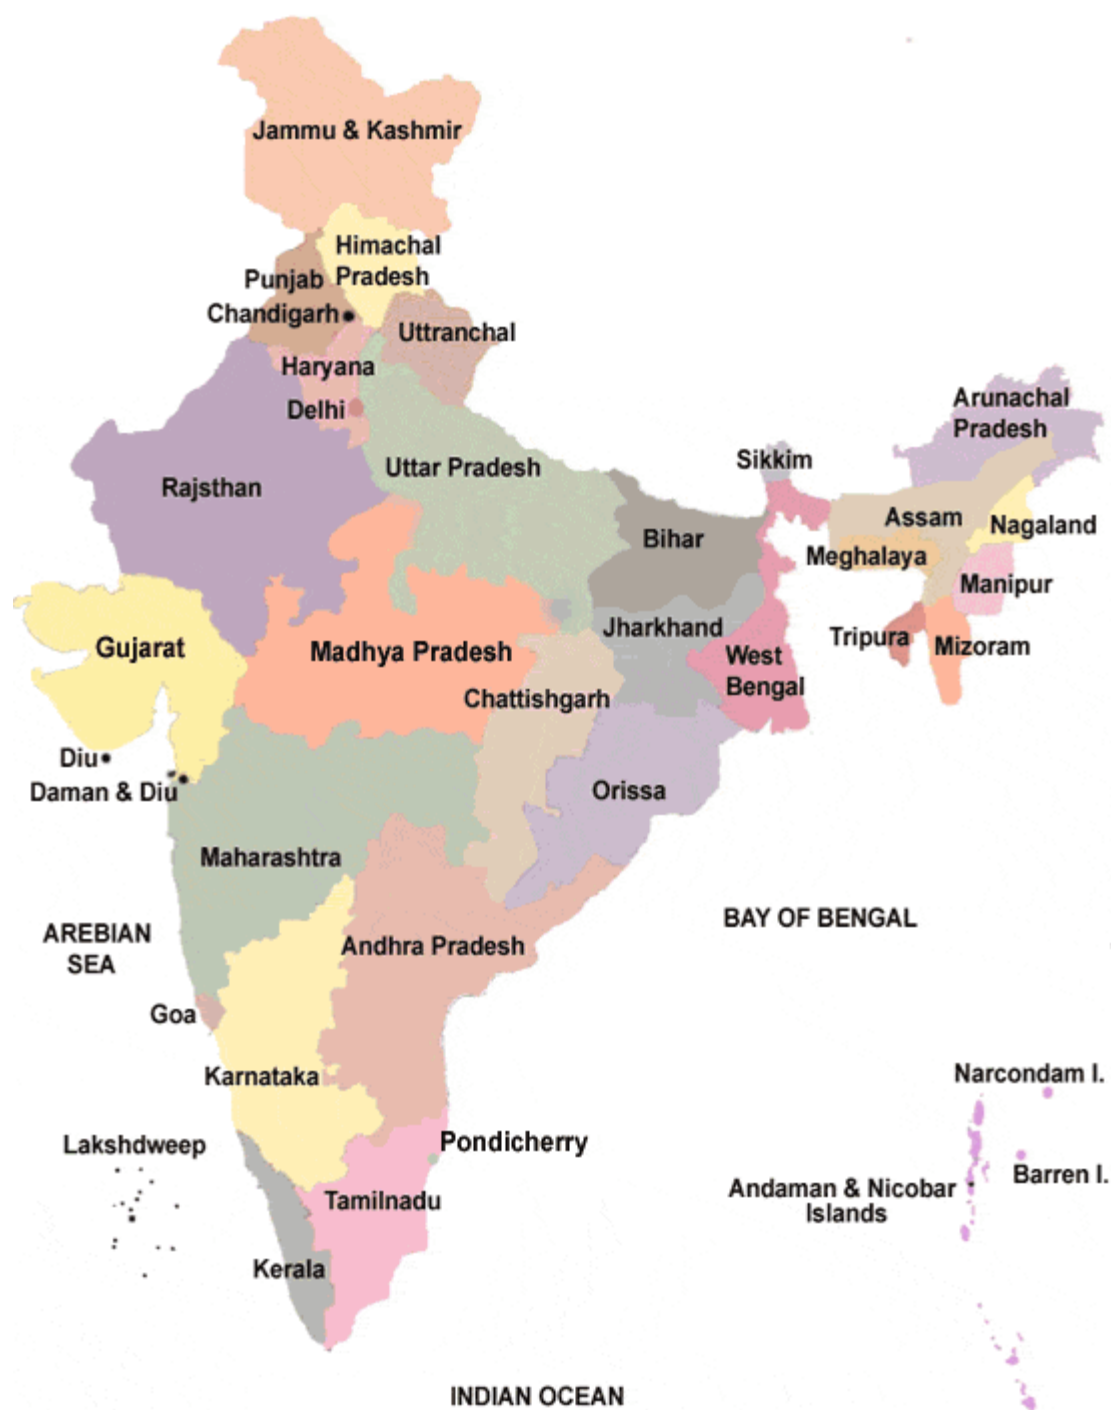 Jammu & Kashmir
Himachal
Pradesh
Punjab
Chandigarh
Uttranchal
Haryana
Delhi
Arunachal
Pradesh
Sikkim
Uttar Pradesh
Rajsthan
Assam
Nagaland
Bihar
Meghalaya
Manipur
Jharkhand
Tripura
Mizoram
Gujarat
Madhya Pradesh
West
Bengal
Chattishgarh
Diu
Daman & Diu
Orissa
Maharashtra
BAY OF BENGAL
AREBIAN
SEA
Andhra Pradesh
Goa
Karnataka
Narcondam I.
Lakshdweep
Pondicherry
Barren I.
Andaman & Nicobar
Islands
Tamilnadu
Kerala
INDIAN OCEAN